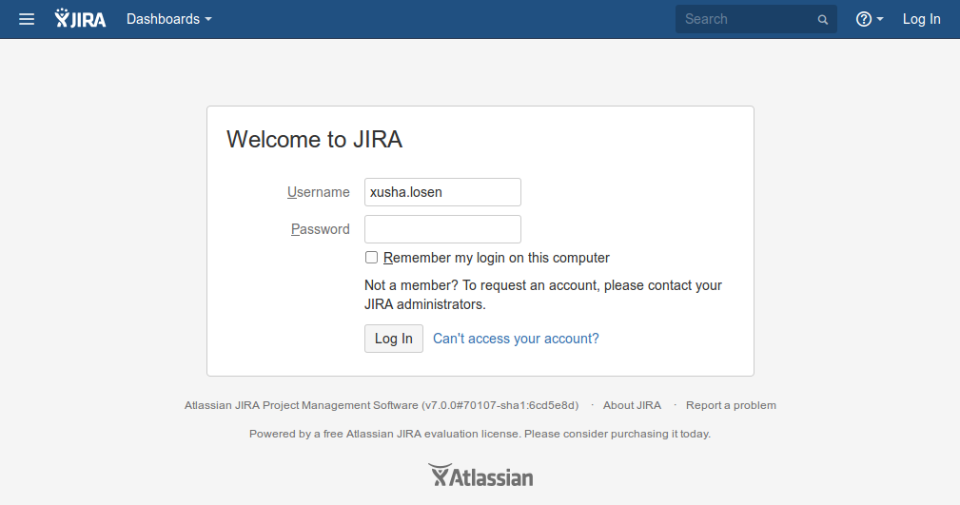 JIRA Dashboards Search Log In
Welcome to JIRA
Username xusha.losen
Password
Remember my login on this computer
Not a member? To request an account, please contact your
JIRA administrators.
Log In Can't access your account?
Atlassian JIRA Project Management Software (v7.0.0#70107-sha1:6cd5e8d) · About JIRA · Report a problem
Powered by a free Atlassian JIRA evaluation license. Please consider purchasing it today.
Atlassian